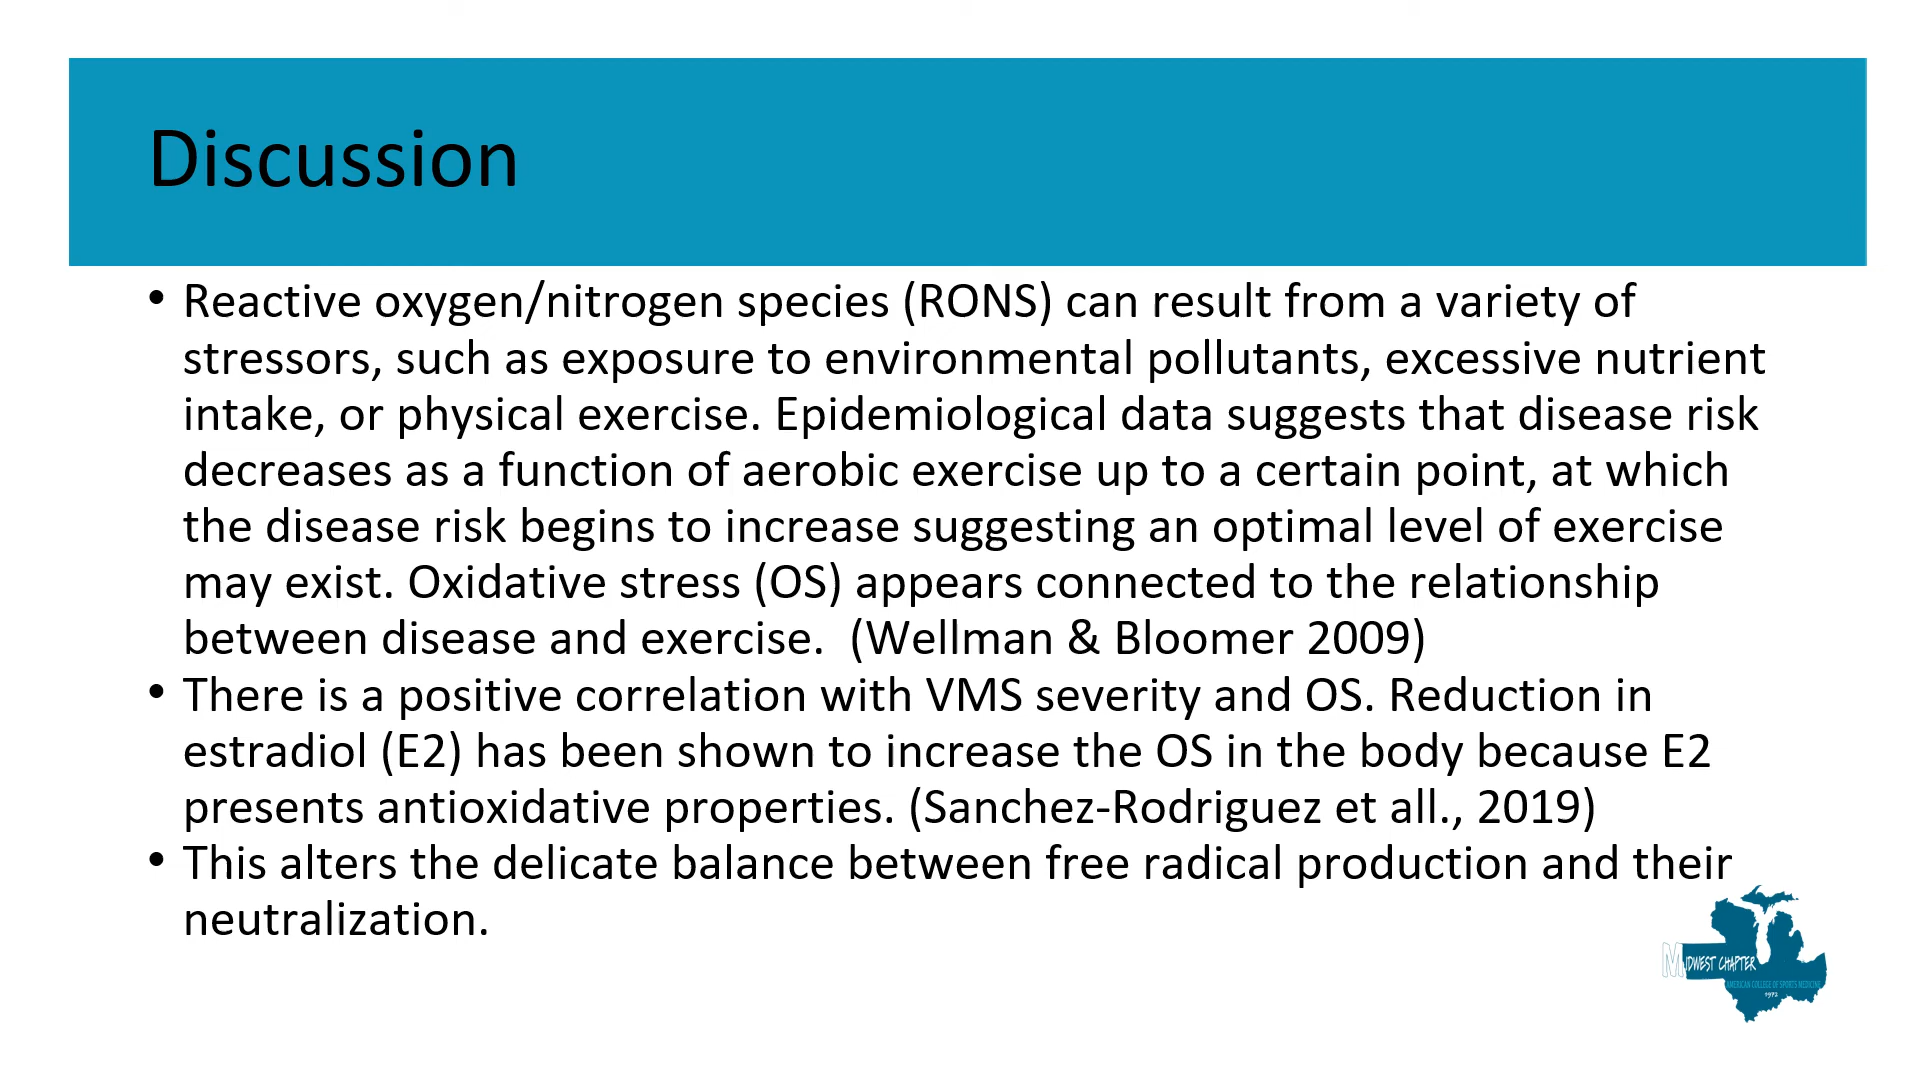 Discussion
• Reactive oxygen/nitrogen species (RONS) can result from a variety of
stressors, such as exposure to environmental pollutants, excessive nutrient
intake, or physical exercise. Epidemiological data suggests that disease risk
decreases as a function of aerobic exercise up to a certain point, at which
the disease risk begins to increase suggesting an optimal level of exercise
may exist. Oxidative stress (OS) appears connected to the relationship
between disease and exercise.  (Wellman & Bloomer 2009)
• There is a positive correlation with VMS severity and OS. Reduction in
estradiol (E2) has been shown to increase the OS in the body because E2
presents antioxidative properties. (Sanchez-Rodriguez et all., 2019)
• This alters the delicate balance between free radical production and their
neutralization.
MIDWEST CHAPTER
AMERICAN COLLEGE OF SPORTS MEDICINE
1972